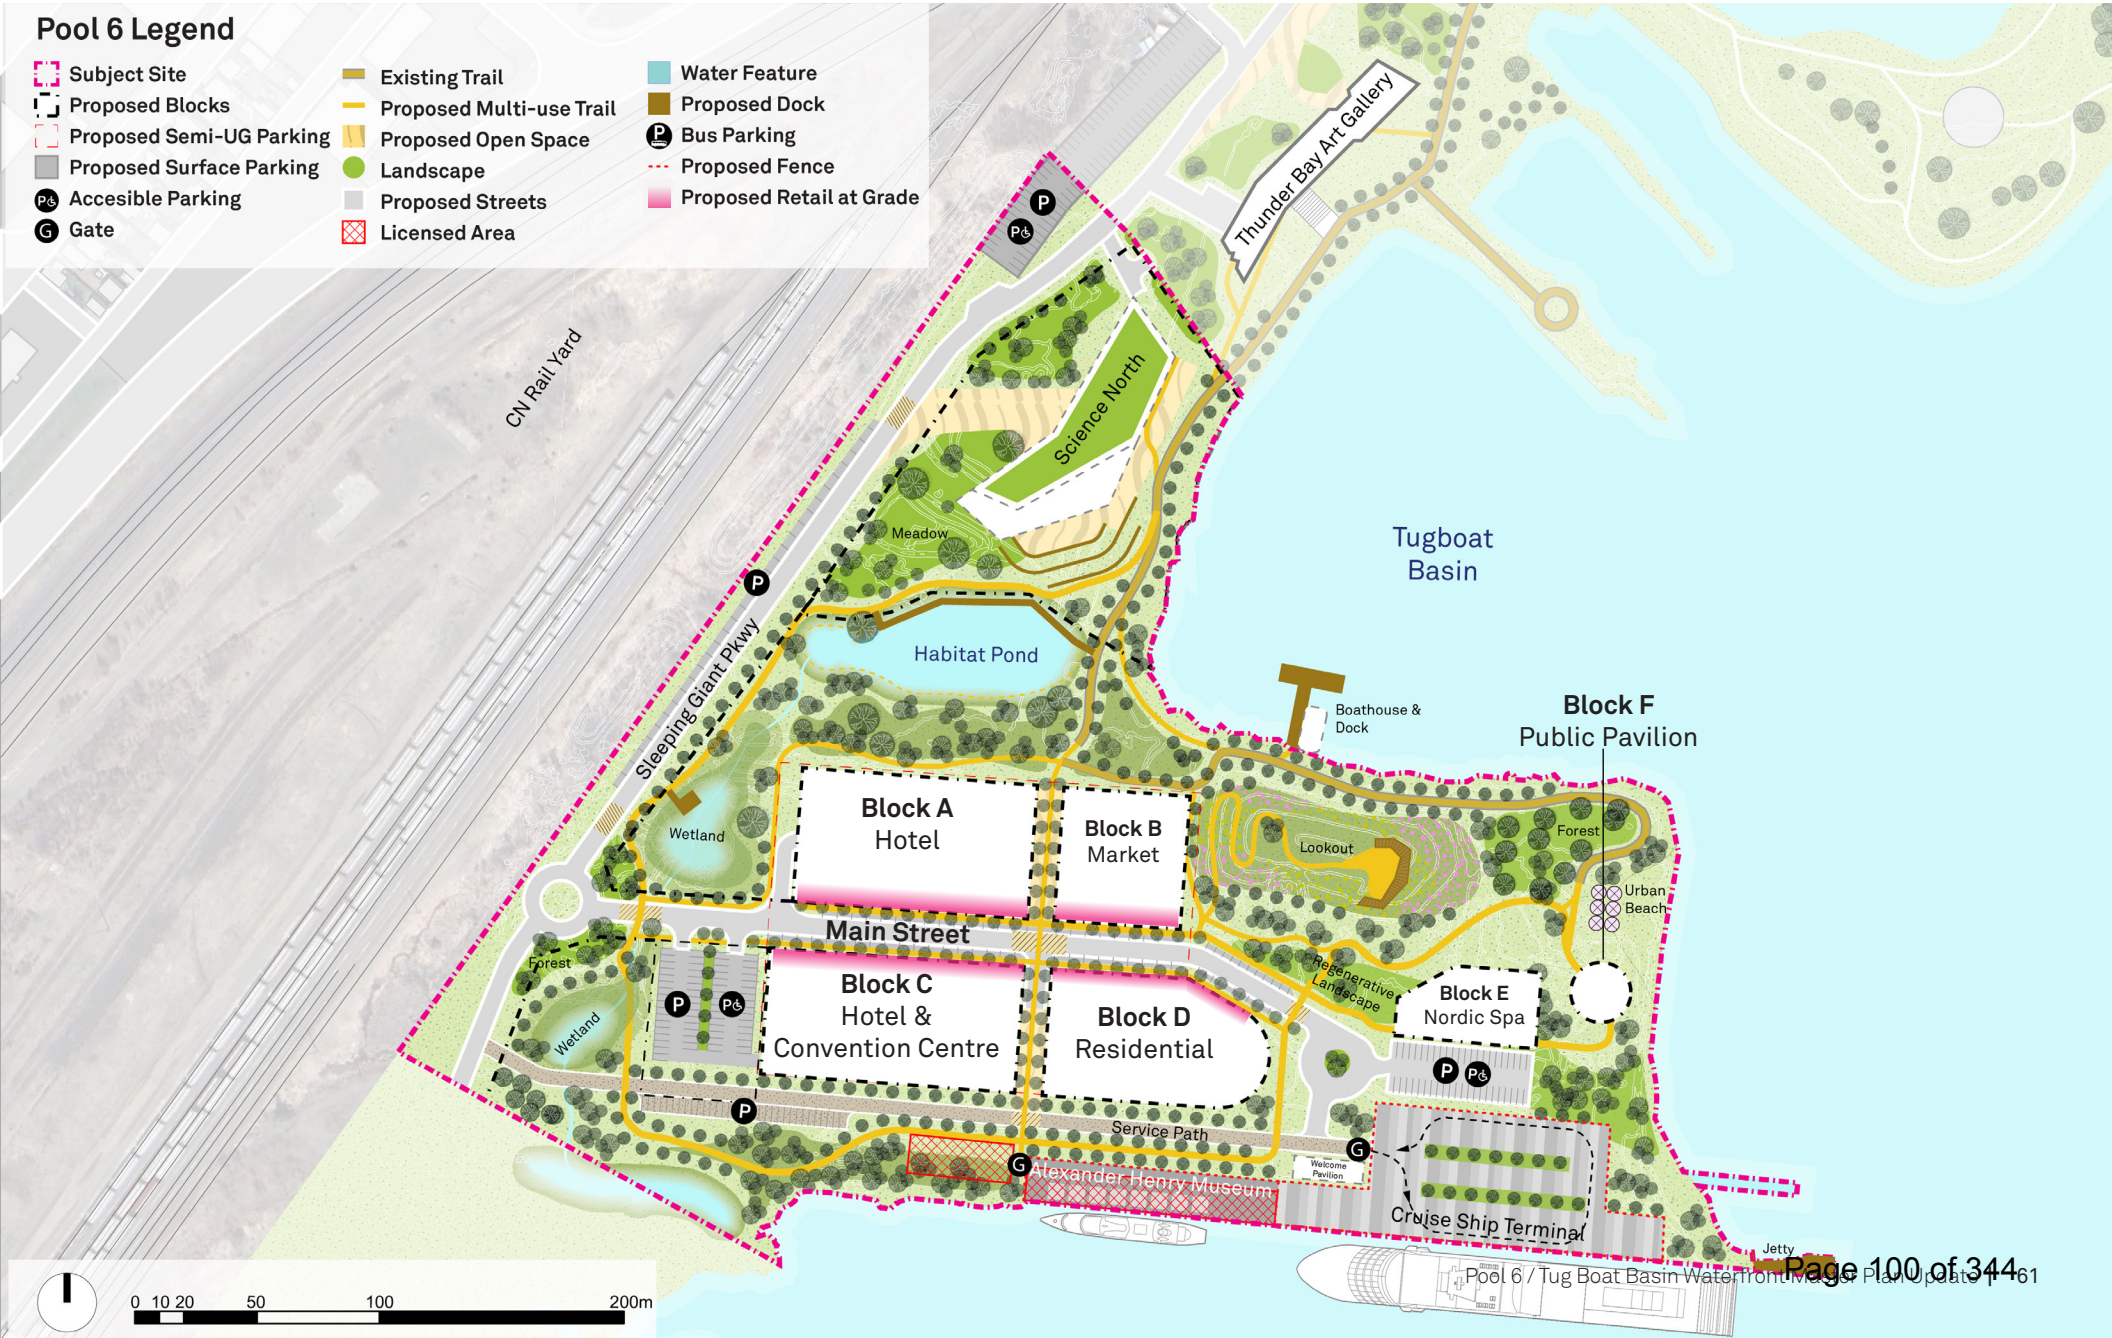 Pool 6 Legend
Subject Site
Proposed Blocks
Proposed Semi-UG Parking
Proposed Surface Parking
P Accesible Parking
G Gate
Existing Trail
Proposed Multi-use Trail
Proposed Open Space
Landscape
Proposed Streets
Licensed Area
Water Feature
Proposed Dock
P Bus Parking
Proposed Fence
Proposed Retail at Grade
Thunder Bay Art Gallery
P
P
CN Rail Yard
Science North
Meadow
Tugboat
Basin
P
Habitat Pond
Sleeping Giant Pkwy
Boathouse &
Dock
Block F
Public Pavilion
Block A
Hotel
Block B
Market
Wetland
Lookout
Forest
Urban
Beach
Main Street
Forest
Regenerative
Landscape
Block C
Hotel &
Convention Centre
Block D
Residential
Block E
Nordic Spa
P
P
Wetland
P
P
P
Service Path
G
G
Welcome
Pavilion
Alexander Henry Museum
Cruise Ship Terminal
Jetty
Page 100 of 344
Pool 6 / Tug Boat Basin Waterfront Master Plan Update | 61
0 10 20 50 100 200m